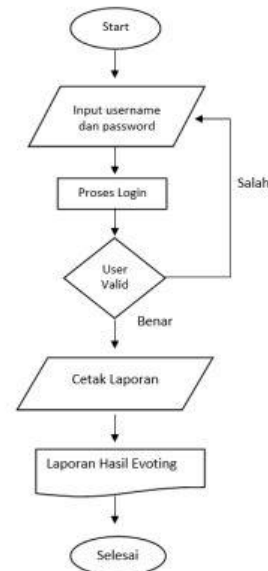 Start
Input username
dan password
Salah
Proses Login
User
Valid
Benar
Cetak Laporan
Laporan Hasil Evoting
Selesai